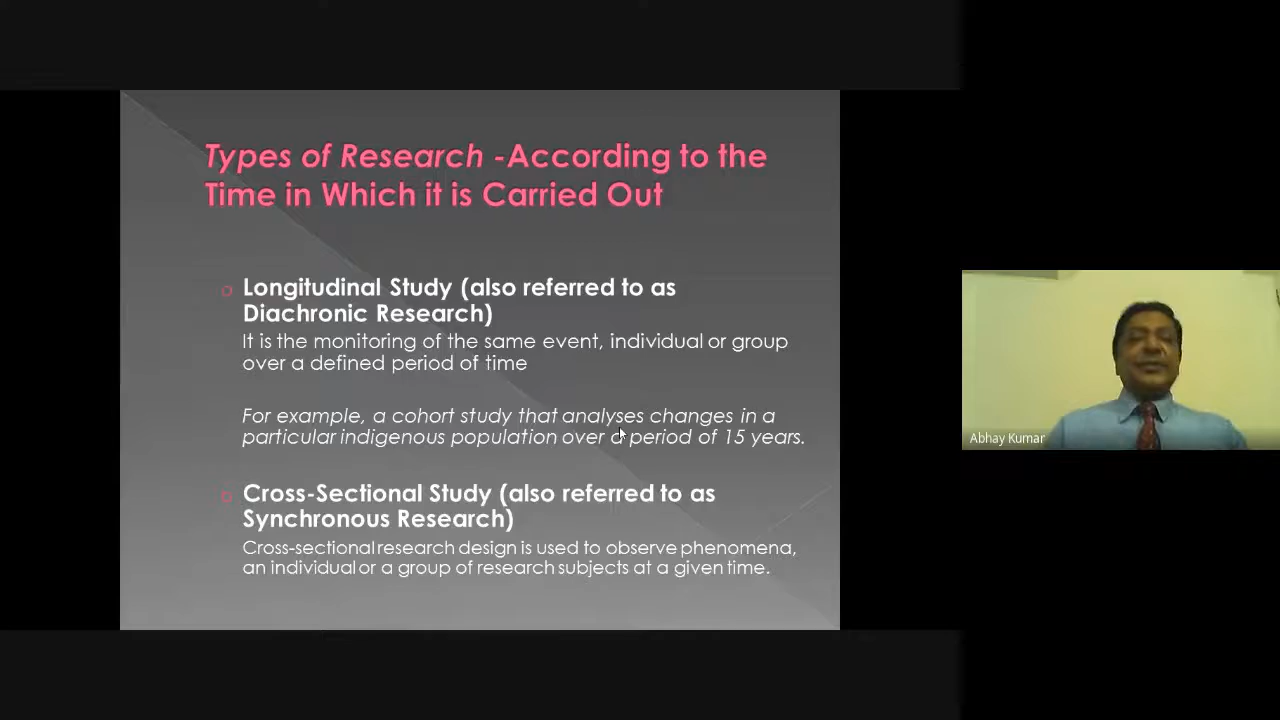 Types of Research -According to the
Time in Which it is Carried Out
Longitudinal Study (also referred to as
Diachronic Research)
It is the monitoring of the same event, individual or group
over a defined period of time
For example, a cohort study that analyses changes in a
particular indigenous population over a period of 15 years.
Cross-Sectional Study (also referred to as
Synchronous Research)
Cross-sectional research design is used to observe phenomena,
an individual or a group of research subjects at a given time.
Abhay Kumar